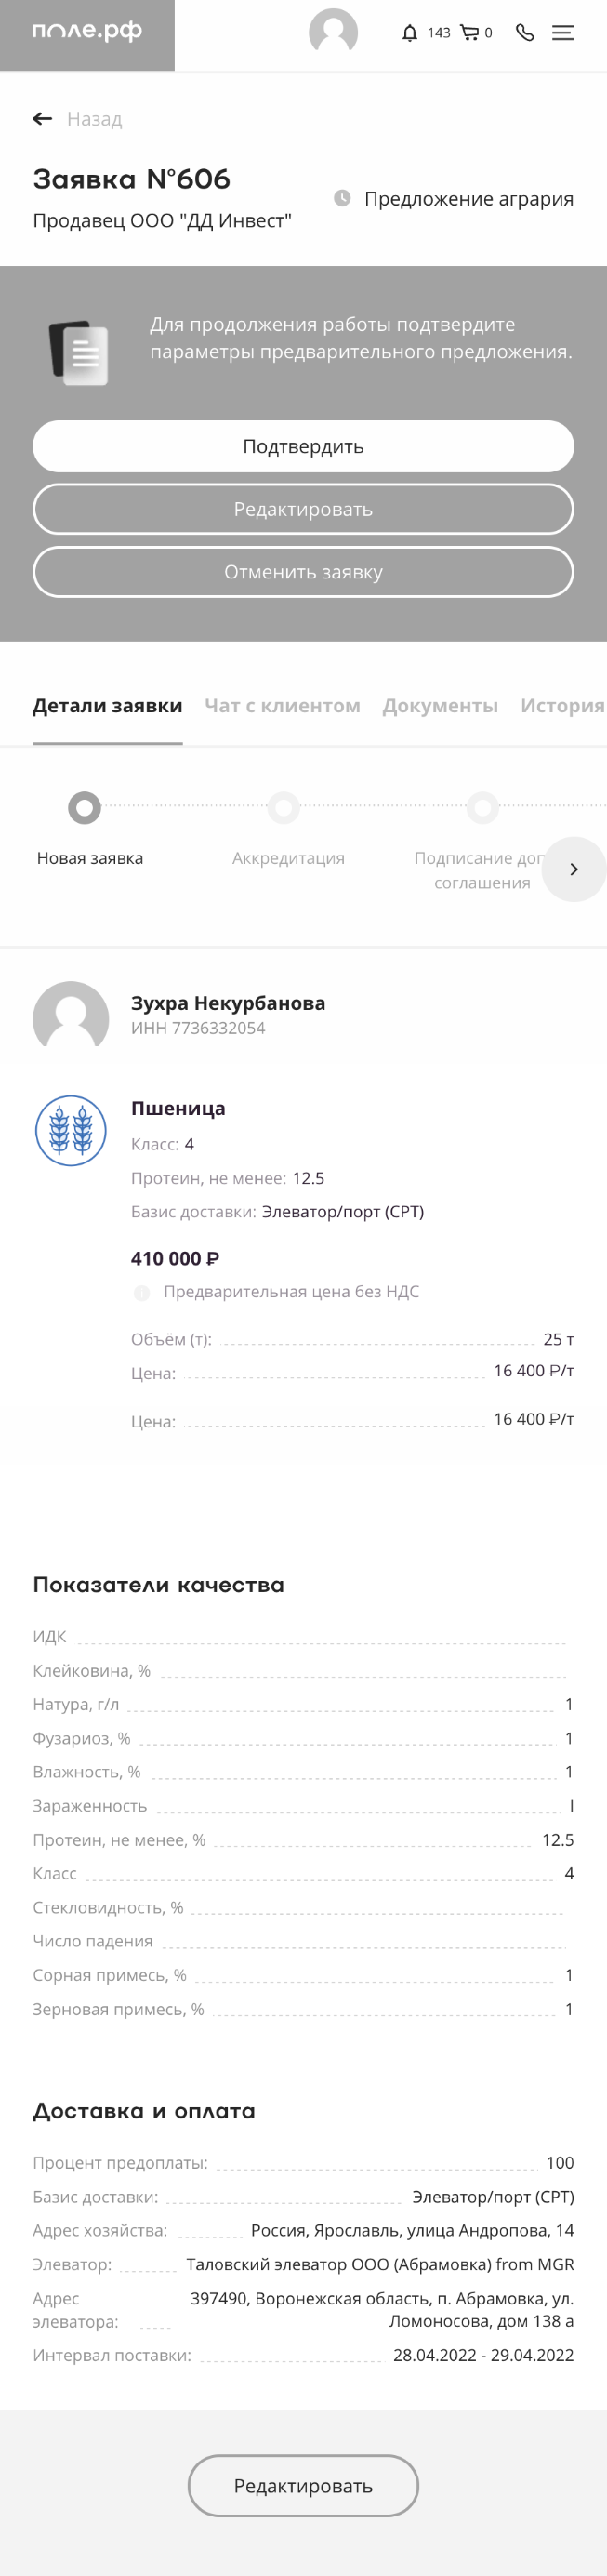 поле.рф
143
0
Назад
Заявка N°606
Продавец ООО "ДД Инвест"
Предложение агрария
Для продолжения работы подтвердите
параметры предварительного предложения.
Подтвердить
Редактировать
Отменить заявку
Детали заявки Чат с клиентом Документы История
Новая заявка
Аккредитация
Подписание доп
соглашения
Зухра Некурбанова
ИНН 7736332054
Пшеница
Класс: 4
Протеин, не менее: 12.5
Базис доставки: Элеватор/порт (CPT)
410 000 ₽
Предварительная цена без НДС
Объём (т): 25 т
Цена: 16 400 ₽/т
Цена: 16 400 ₽/т
Показатели качества
ИДК
Клейковина, %
Натура, г/л 1
Фузариоз, % 1
Влажность, % 1
Зараженность I
Протеин, не менее, % 12.5
Класс 4
Стекловидность, %
Число падения
Сорная примесь, % 1
Зерновая примесь, % 1
Доставка и оплата
Процент предоплаты: 100
Базис доставки: Элеватор/порт (CPT)
Адрес хозяйства: Россия, Ярославль, улица Андропова, 14
Элеватор: Таловский элеватор ООО (Абрамовка) from MGR
Адрес 397490, Воронежская область, п. Абрамовка, ул.
элеватора: Ломоносова, дом 138 а
Интервал поставки: 28.04.2022 - 29.04.2022
Редактировать